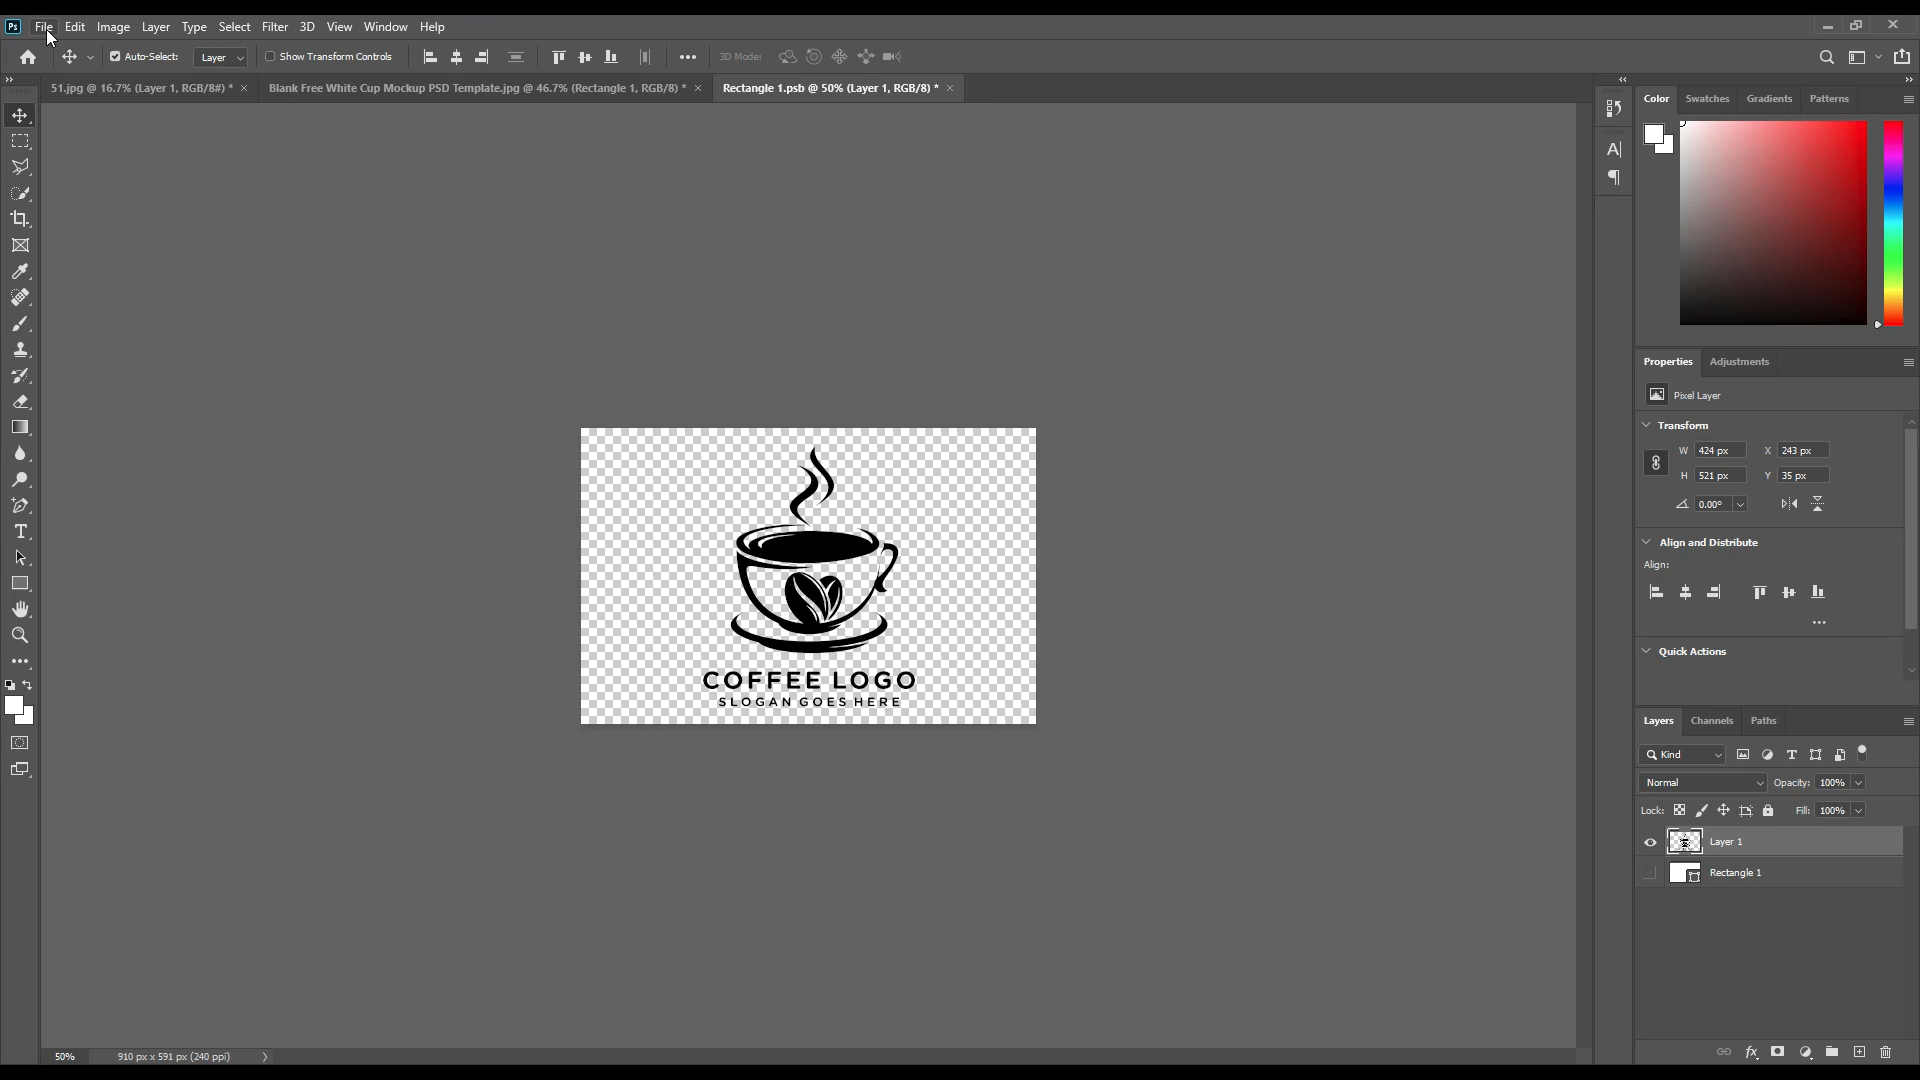 Ps File Edit Image Layer Type Select Filter 3D View Window Help
Auto-Select: Layer Show Transform Controls 3D Mode:
51.jpg @ 16.7% (Layer 1, RGB/8#) * Blank Free White Cup Mockup PSD Template.jpg @ 46.7% (Rectangle 1, RGB/8) * Rectangle 1.psb @ 50% (Layer 1, RGB/8) *
Color Swatches Gradients Patterns
Properties Adjustments
Pixel Layer
Transform
W 424 px X 243 px
H 521 px Y 35 px
0.00°
Align and Distribute
Align:
Quick Actions
COFFEE LOGO
SLOGAN GOES HERE
Layers Channels Paths
Kind
Normal Opacity: 100%
Lock: Fill: 100%
Layer 1
Rectangle 1
50% 910 px x 591 px (240 ppi)